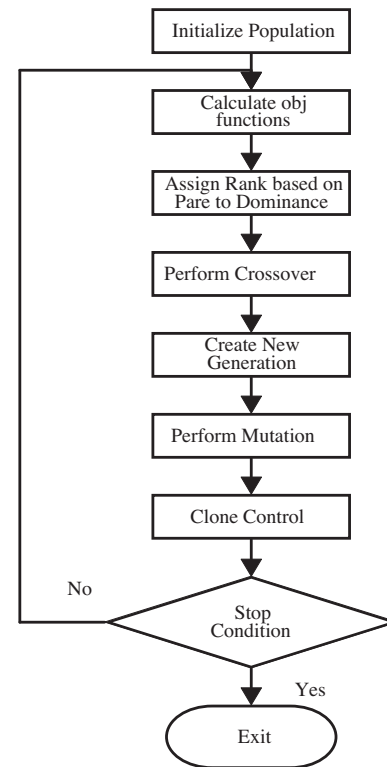 Initialize Population
Calculate obj
functions
Assign Rank based on
Pare to Dominance
Perform Crossover
Create New
Generation
Perform Mutation
Clone Control
No
Stop
Condition
Yes
Exit